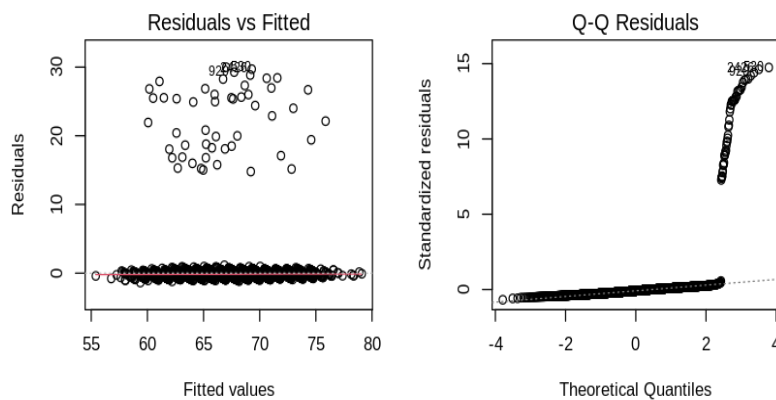 Residuals vs Fitted
Residuals
30
20
10
0
55 60 65 70 75 80
Fitted values
Q-Q Residuals
Standardized residuals
15
10
5
0
-4 -2 0 2 4
Theoretical Quantiles